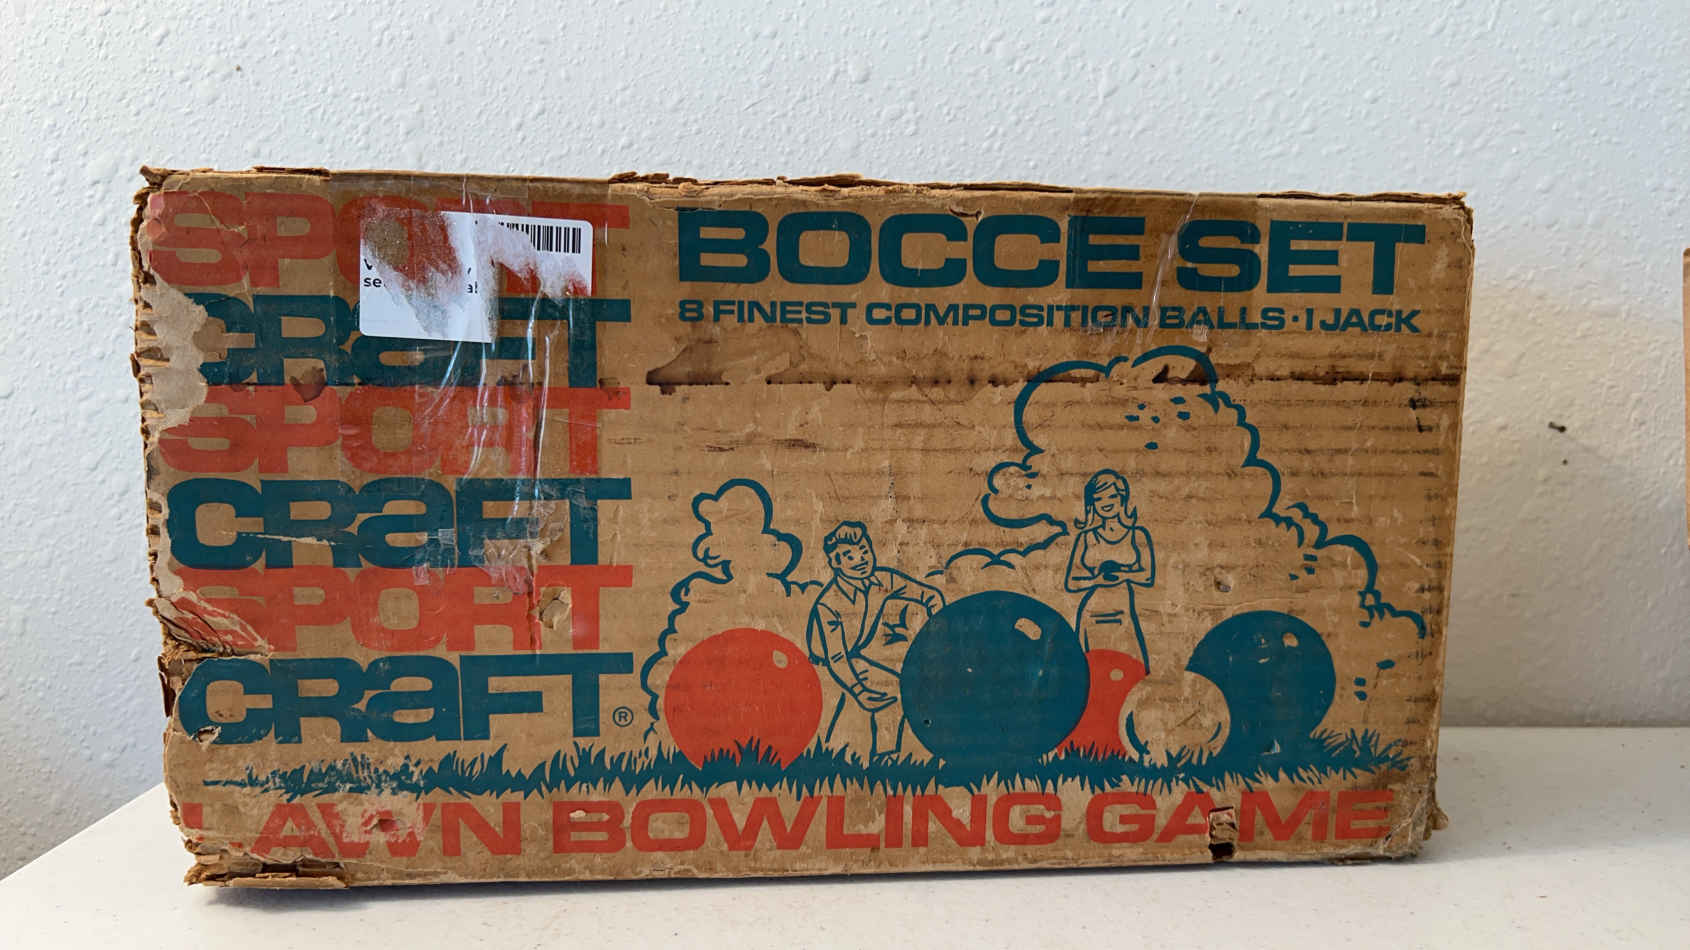 SPORT
CRAFT
SPORT
CRAFT
SPORT
CRAFT®
BOCCE SET
8 FINEST COMPOSITION BALLS · 1 JACK
LAWN BOWLING GAME